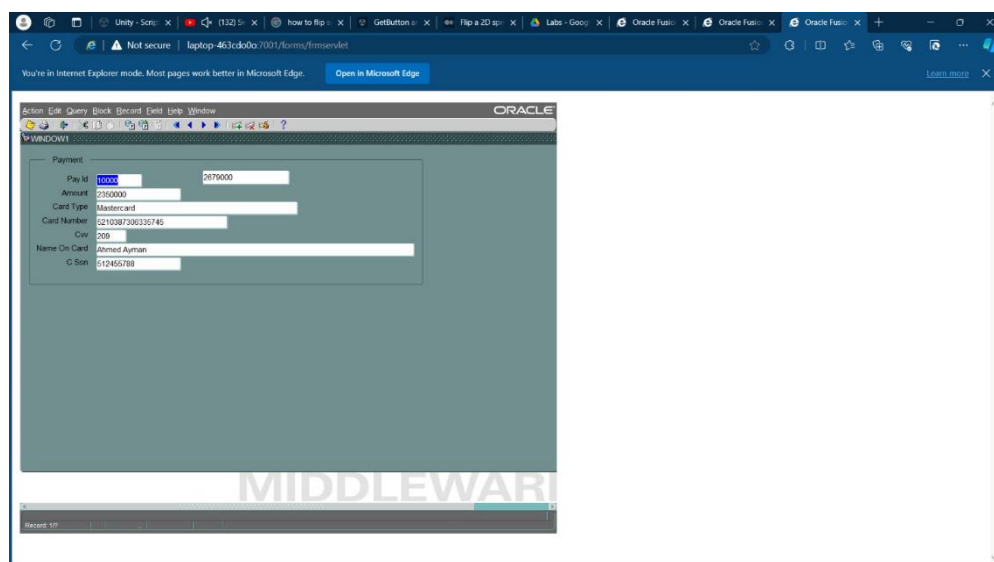 Unity - Scrip
(132) S
how to flip s
GetButton a
Flip a 2D spr
Labs - Goog
Oracle Fusio
Oracle Fusio
Oracle Fusio
Not secure
laptop-463cdo0o:7001/forms/frmservlet
You're in Internet Explorer mode. Most pages work better in Microsoft Edge.
Open in Microsoft Edge
Learn more
Action Edit Query Block Record Field Help Window
ORACLE
WINDOW1
Payment
Pay Id 10000 2679000
Amount 2350000
Card Type Mastercard
Card Number 5210387306335745
Cvv 209
Name On Card Ahmed Ayman
C Ssn 512455788
MIDDLEWARE
Record: 1/?